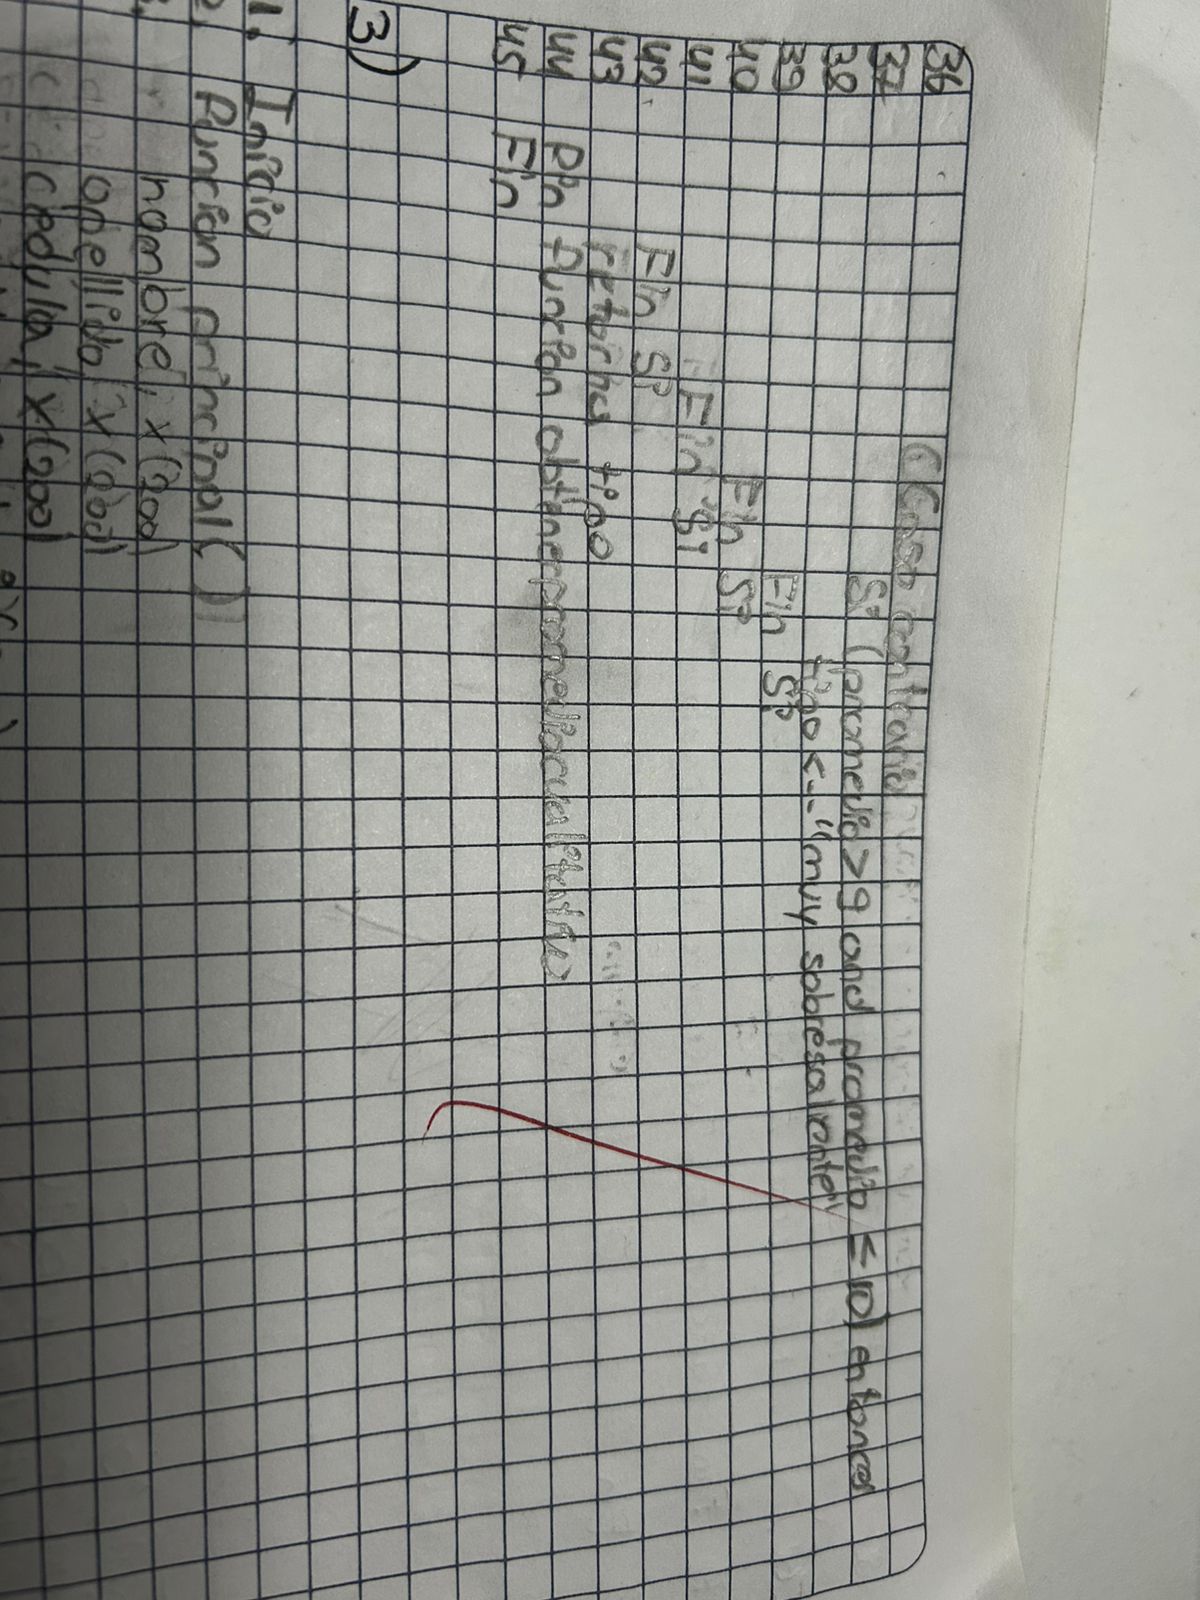 36 Caso contrario
37 Si (promedio > 9 and promedio ≤ 10) entonces
38 tipo <-- "muy sobresaliente"
39 Fin Si
40 Fin Si
41 Fin Si
42 Fin Si
43 retorna tipo
44 Fin funcion obtenerpromediocualitativo
45 Fin
3)
1. Inicio
2. Funcion principal()
nombre, x(200)
apellido, x(200)
cedula, x(200)